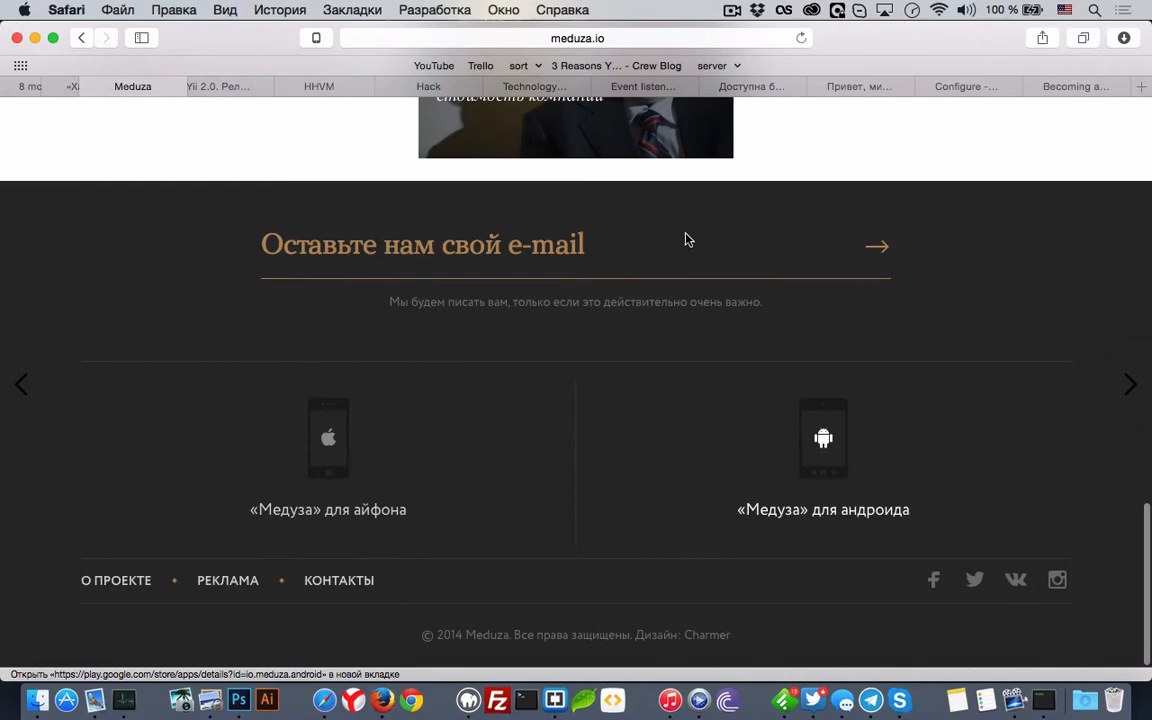 Safari Файл Правка Вид История Закладки Разработка Окно Справка 100 %
meduza.io
YouTube Trello sort 3 Reasons Y… - Crew Blog server
8 mc «Х Meduza Yii 2.0. Рел… HHVM Hack Technology… Event listen… Доступна б… Привет, ми… Configure -… Becoming a…
стоимость компании
Оставьте нам свой e-mail
Мы будем писать вам, только если это действительно очень важно.
«Медуза» для айфона «Медуза» для андроида
О ПРОЕКТЕ • РЕКЛАМА • КОНТАКТЫ
© 2014 Meduza. Все права защищены. Дизайн: Charmer
Открыть «https://play.google.com/store/apps/details?id=io.meduza.android» в новой вкладке